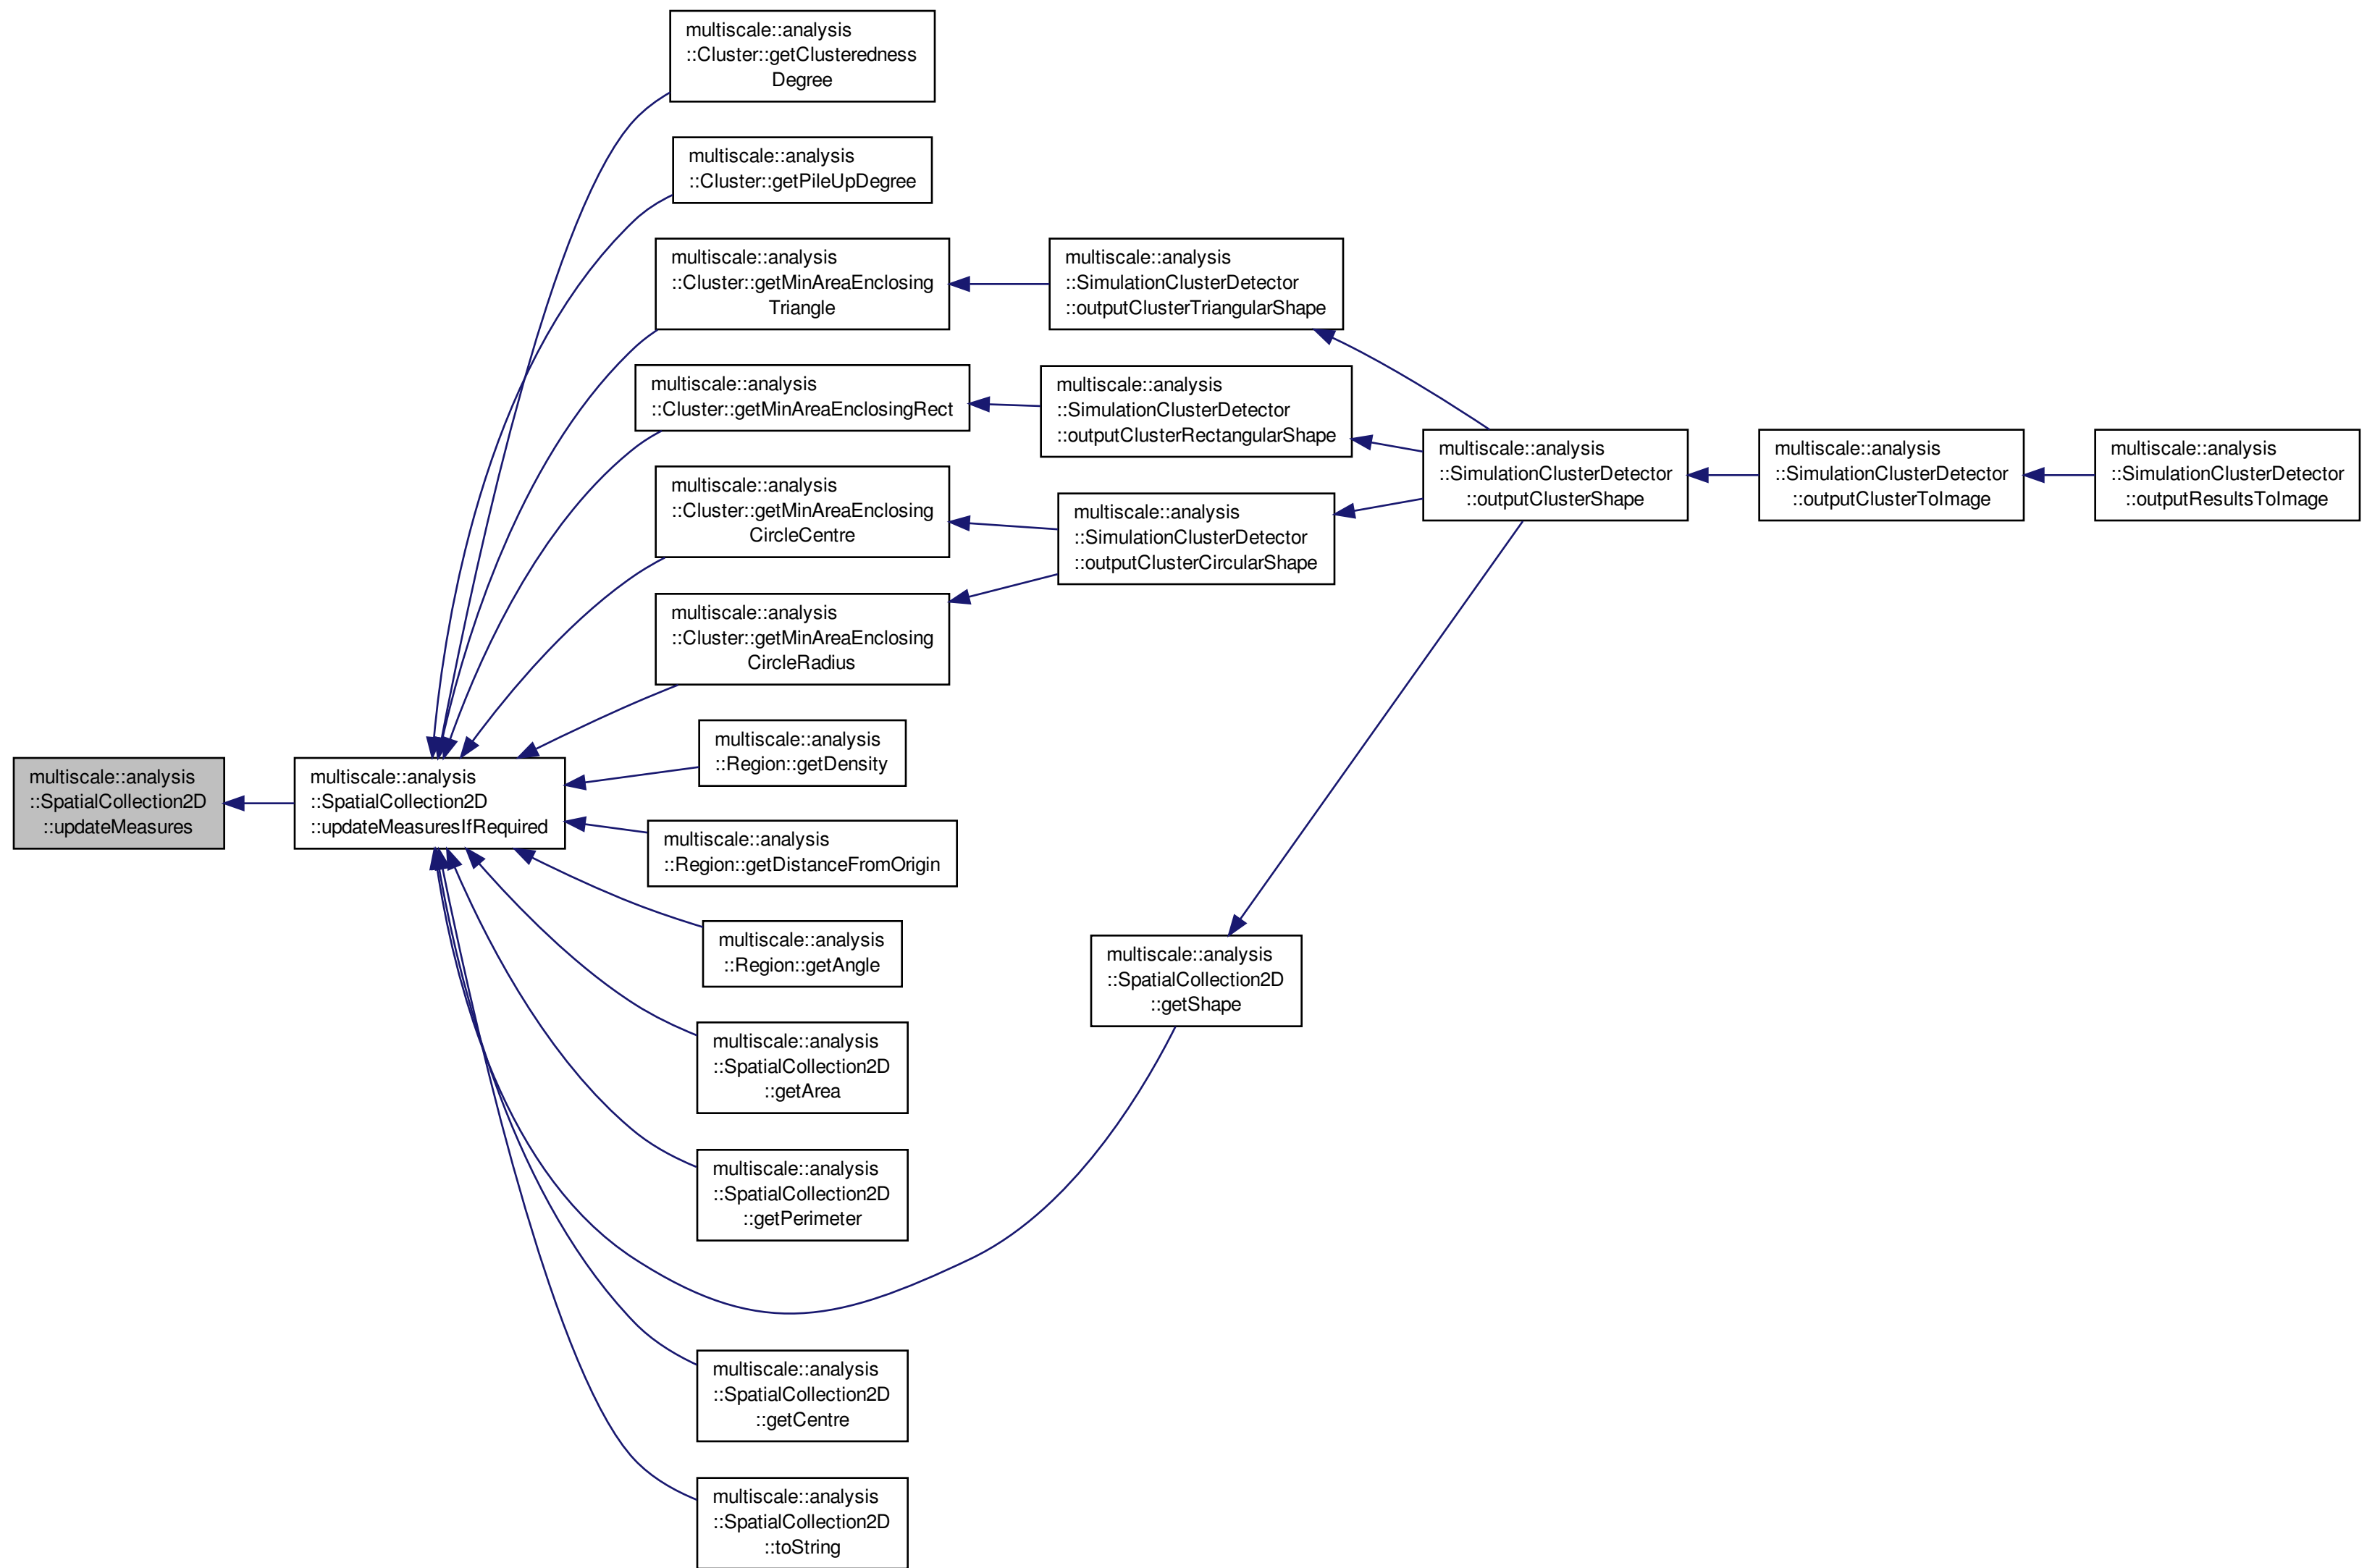 multiscale::analysis
::SpatialCollection2D
::updateMeasures
multiscale::analysis
::SpatialCollection2D
::updateMeasuresIfRequired
multiscale::analysis
::Cluster::getClusteredness
Degree
multiscale::analysis
::Cluster::getPileUpDegree
multiscale::analysis
::Cluster::getMinAreaEnclosing
Triangle
multiscale::analysis
::Cluster::getMinAreaEnclosingRect
multiscale::analysis
::Cluster::getMinAreaEnclosing
CircleCentre
multiscale::analysis
::Cluster::getMinAreaEnclosing
CircleRadius
multiscale::analysis
::Region::getDensity
multiscale::analysis
::Region::getDistanceFromOrigin
multiscale::analysis
::Region::getAngle
multiscale::analysis
::SpatialCollection2D
::getArea
multiscale::analysis
::SpatialCollection2D
::getPerimeter
multiscale::analysis
::SpatialCollection2D
::getCentre
multiscale::analysis
::SpatialCollection2D
::toString
multiscale::analysis
::SimulationClusterDetector
::outputClusterTriangularShape
multiscale::analysis
::SimulationClusterDetector
::outputClusterRectangularShape
multiscale::analysis
::SimulationClusterDetector
::outputClusterCircularShape
multiscale::analysis
::SpatialCollection2D
::getShape
multiscale::analysis
::SimulationClusterDetector
::outputClusterShape
multiscale::analysis
::SimulationClusterDetector
::outputClusterToImage
multiscale::analysis
::SimulationClusterDetector
::outputResultsToImage